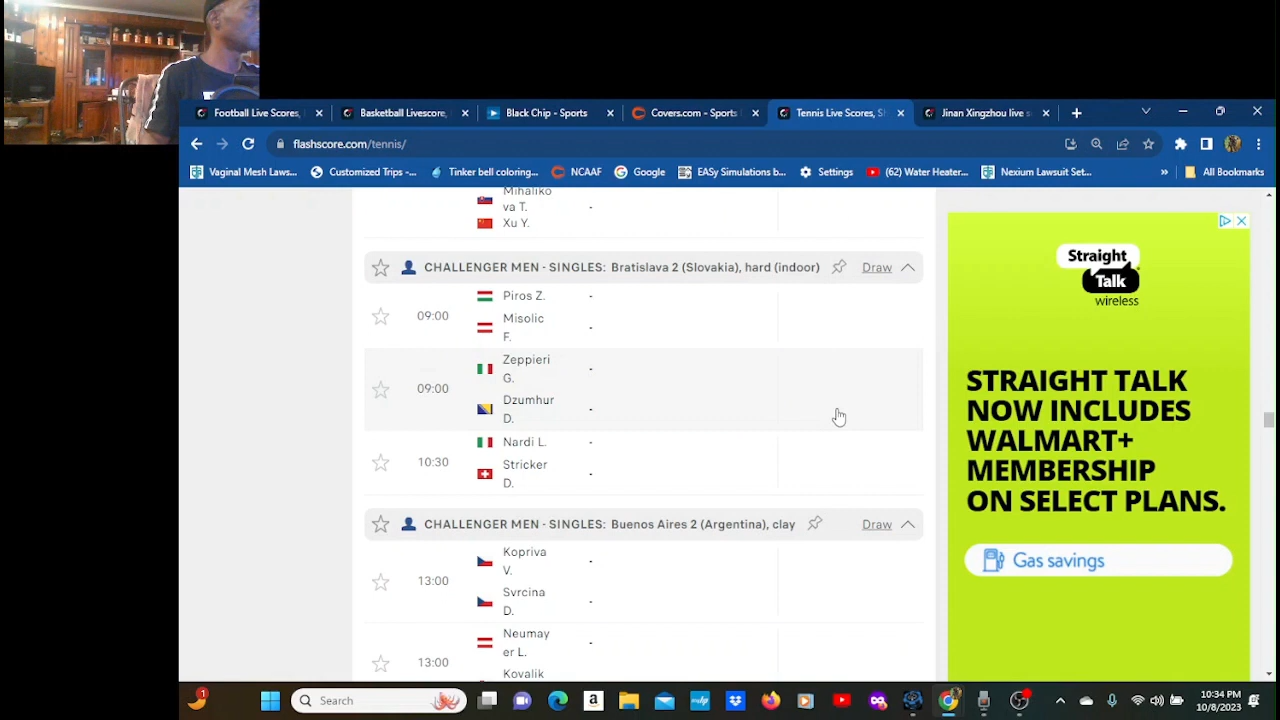 Football Live Scores,
Basketball Livescore,
Black Chip - Sports
Covers.com - Sports
Tennis Live Scores, S
Jinan Xingzhou live s
flashscore.com/tennis/
Vaginal Mesh Laws...
Customized Trips -...
Tinker bell coloring...
NCAAF
Google
EASy Simulations b...
Settings
(62) Water Heater...
Nexium Lawsuit Set...
»
All Bookmarks
Mihaliko
va T.
-
Xu Y.
CHALLENGER MEN - SINGLES: Bratislava 2 (Slovakia), hard (indoor)
Draw
09:00
Piros Z.
-
Misolic
F.
-
09:00
Zeppieri
G.
-
Dzumhur
D.
-
10:30
Nardi L.
-
Stricker
D.
-
CHALLENGER MEN - SINGLES: Buenos Aires 2 (Argentina), clay
Draw
13:00
Kopriva
V.
-
Svrcina
D.
-
13:00
Neumay
er L.
-
Kovalik
Straight
Talk
wireless
STRAIGHT TALK
NOW INCLUDES
WALMART+
MEMBERSHIP
ON SELECT PLANS.
Gas savings
1
Search
10:34 PM
10/8/2023